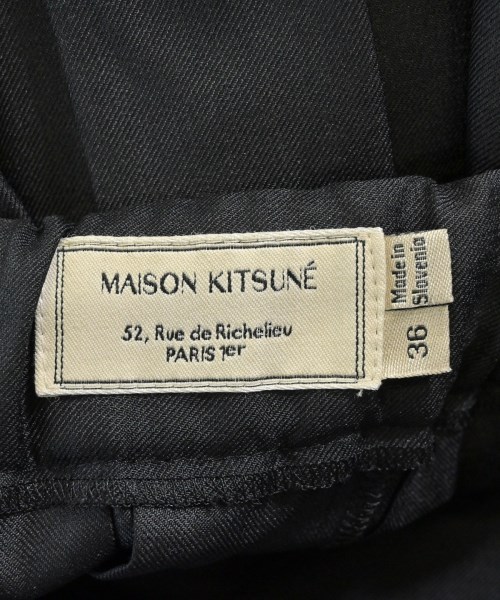 MAISON KITSUNÉ
52, Rue de Richelieu
PARIS 1er
Made in
Slovenia
36